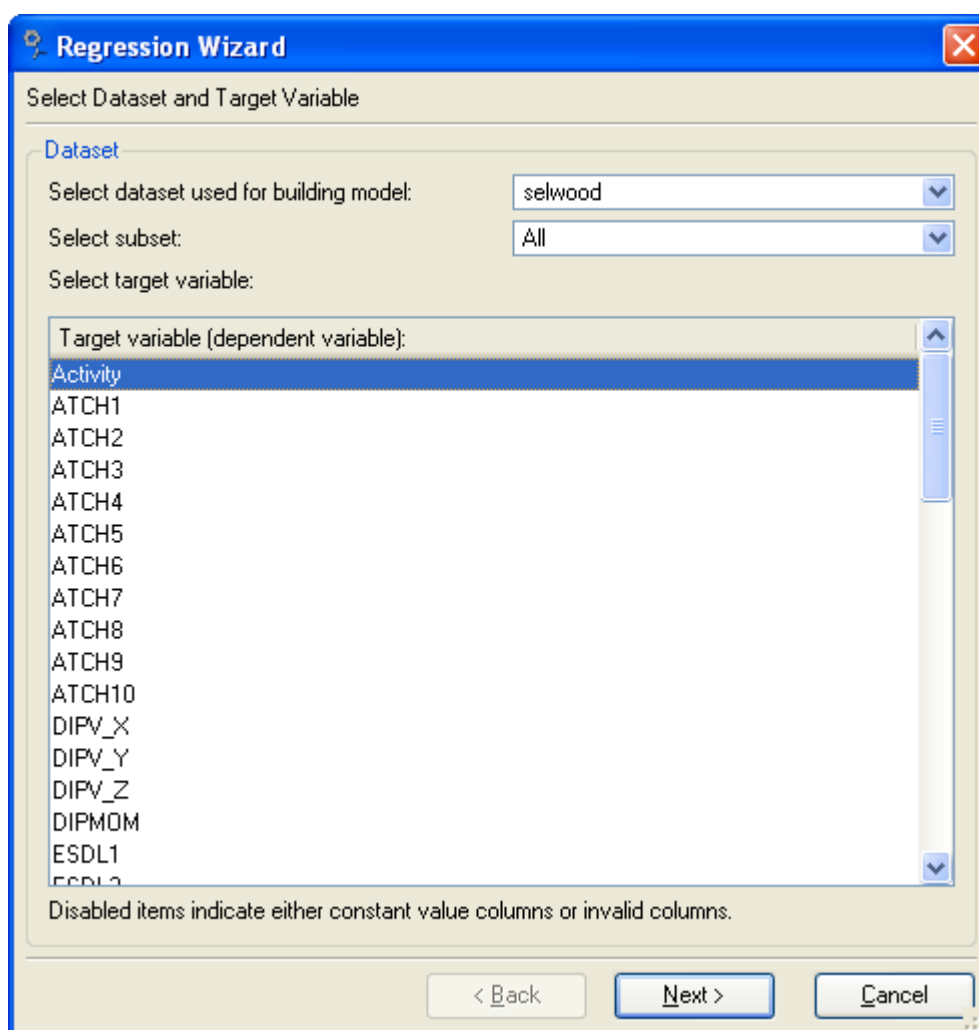 Regression Wizard
Select Dataset and Target Variable
Dataset
Select dataset used for building model: selwood
Select subset: All
Select target variable:
Target variable (dependent variable):
Activity
ATCH1
ATCH2
ATCH3
ATCH4
ATCH5
ATCH6
ATCH7
ATCH8
ATCH9
ATCH10
DIPV_X
DIPV_Y
DIPV_Z
DIPMOM
ESDL1
Disabled items indicate either constant value columns or invalid columns.
< Back Next > Cancel